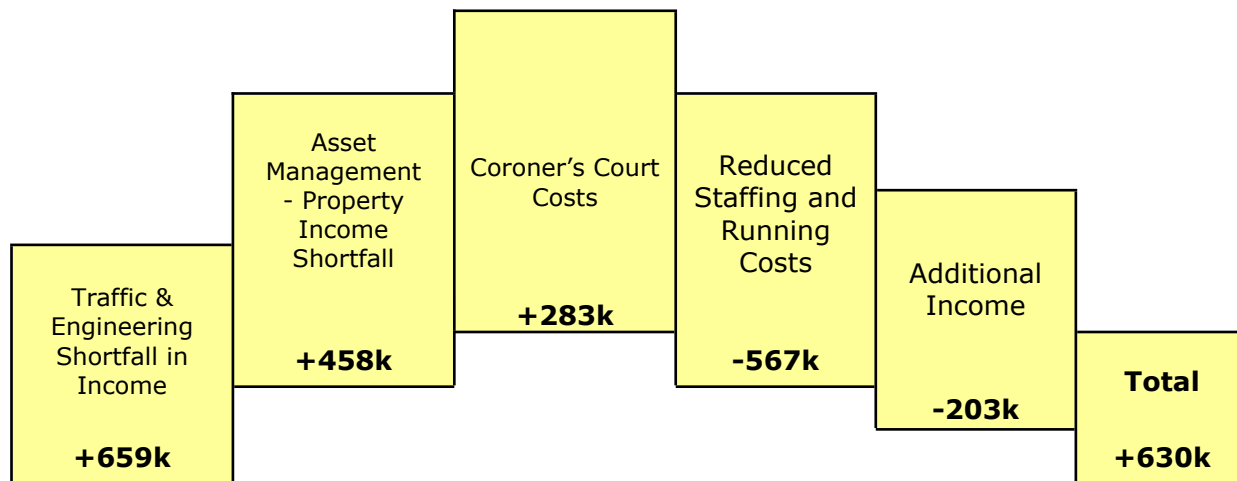 Traffic &
Engineering
Shortfall in
Income
+659k
Asset
Management
- Property
Income
Shortfall
+458k
Coroner’s Court
Costs
+283k
Reduced
Staffing and
Running
Costs
-567k
Additional
Income
-203k
Total
+630k